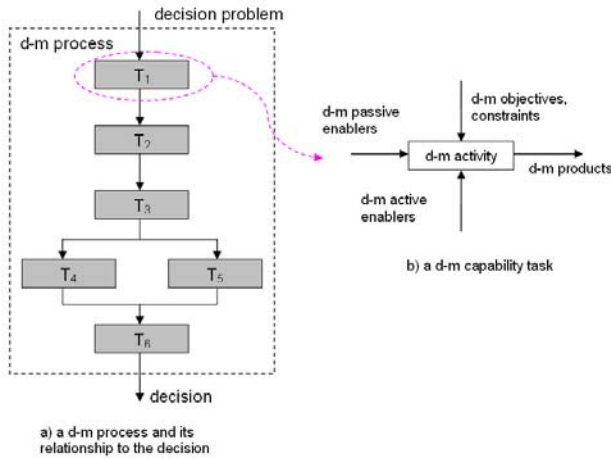 decision problem
d-m process
T₁
T₂
T₃
T₄
T₅
T₆
decision
a) a d-m process and its
relationship to the decision
d-m objectives,
constraints
d-m passive
enablers
d-m activity
d-m products
d-m active
enablers
b) a d-m capability task